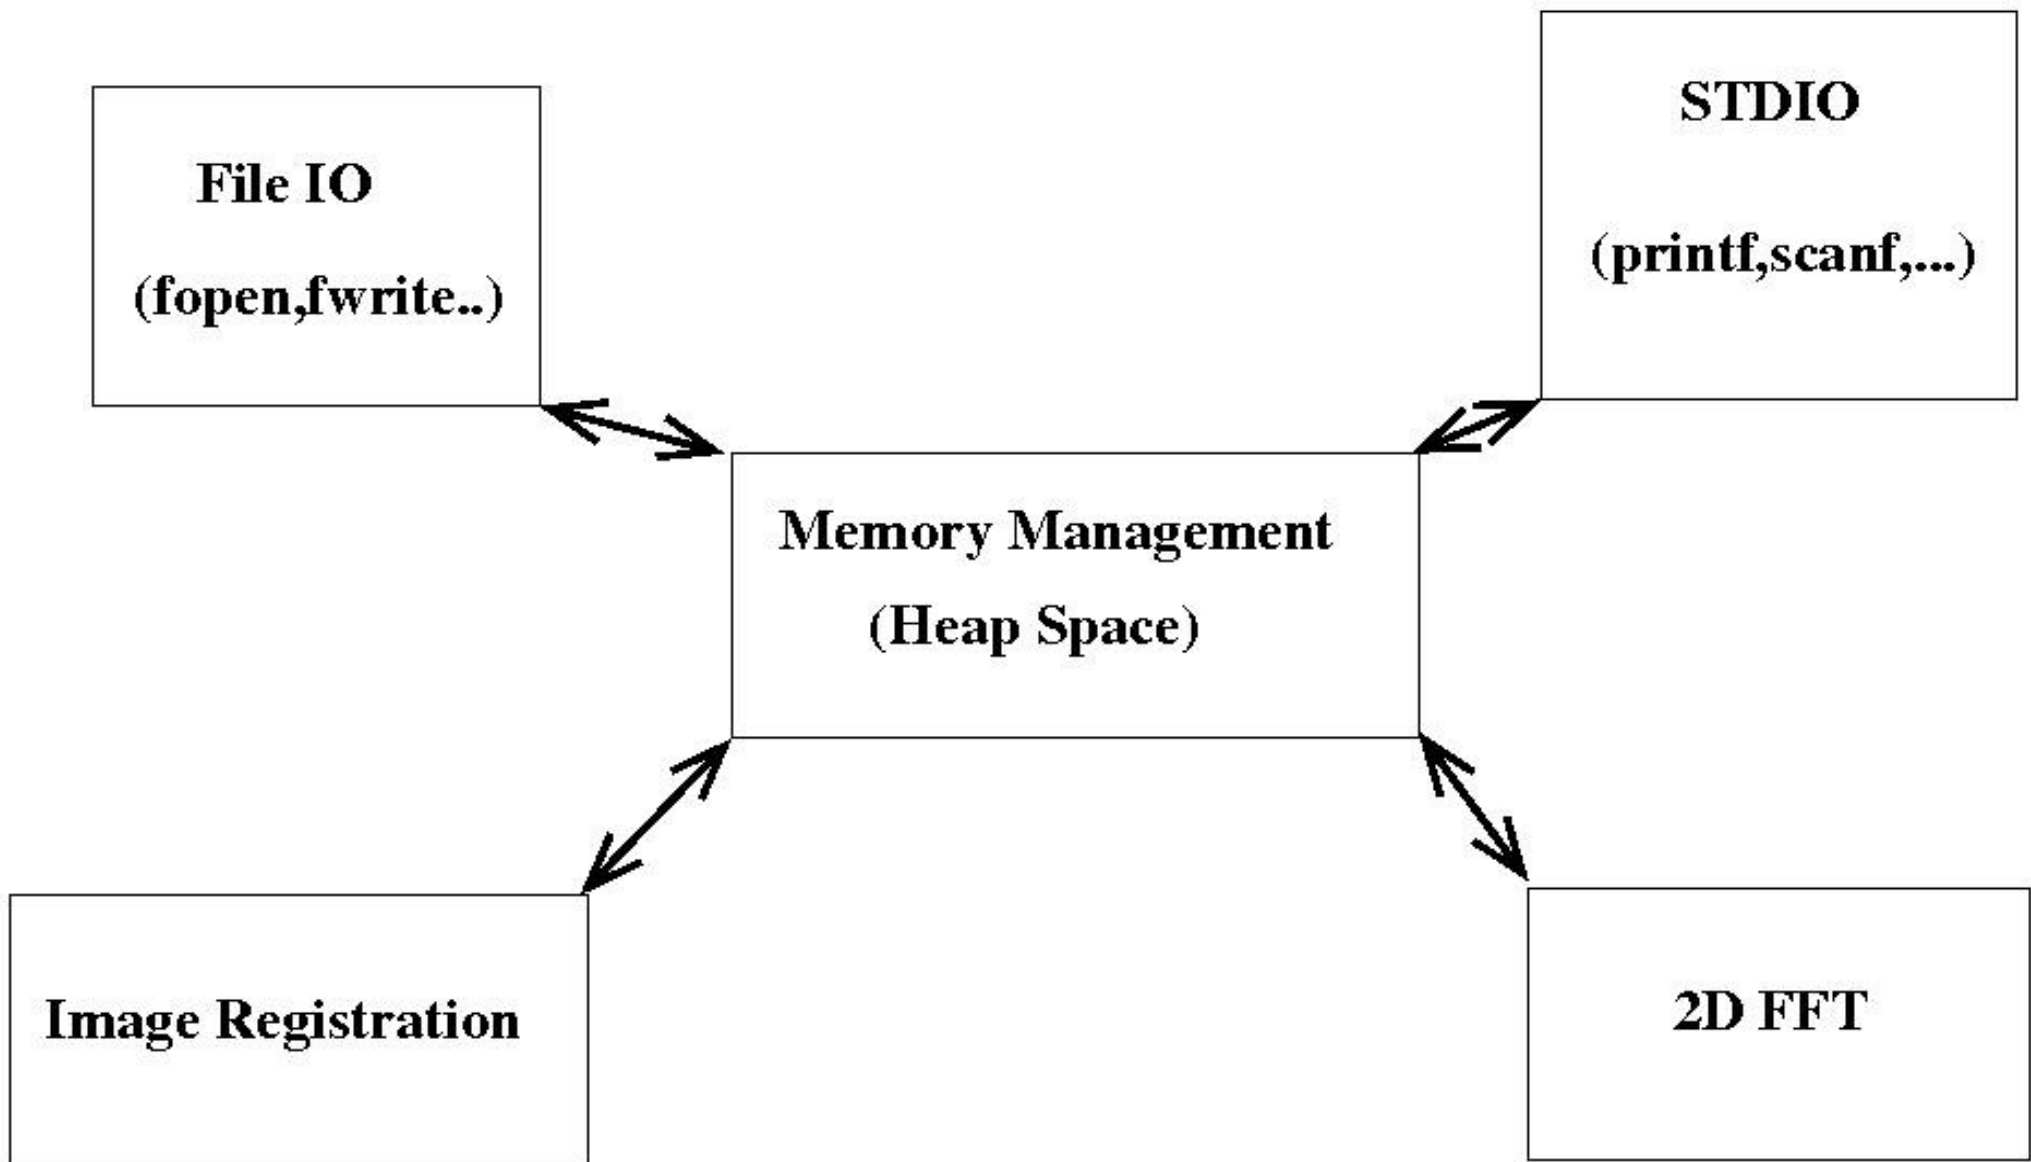 File IO
(fopen,fwrite..)
STDIO
(printf,scanf,...)
Memory Management
(Heap Space)
Image Registration
2D FFT